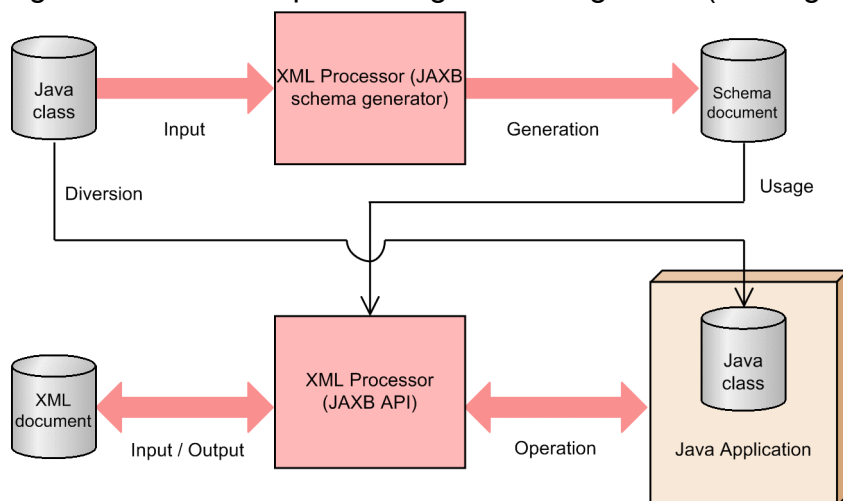 Java
class
XML Processor (JAXB
schema generator)
Schema
document
Input
Generation
Diversion
Usage
XML
document
XML Processor
(JAXB API)
Java
class
Input / Output
Operation
Java Application